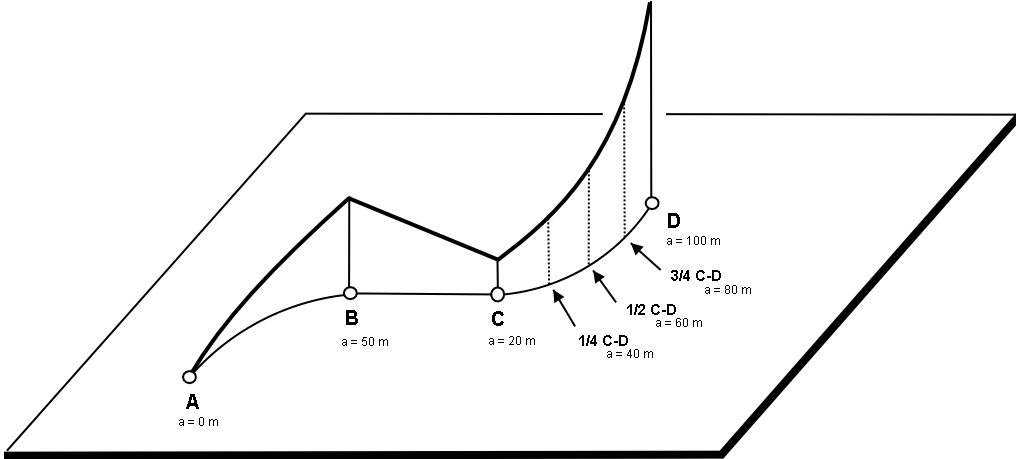 D
a = 100 m
3/4 C-D
a = 80 m
1/2 C-D
a = 60 m
B
C
1/4 C-D
a = 50 m
a = 20 m
a = 40 m
A
a = 0 m